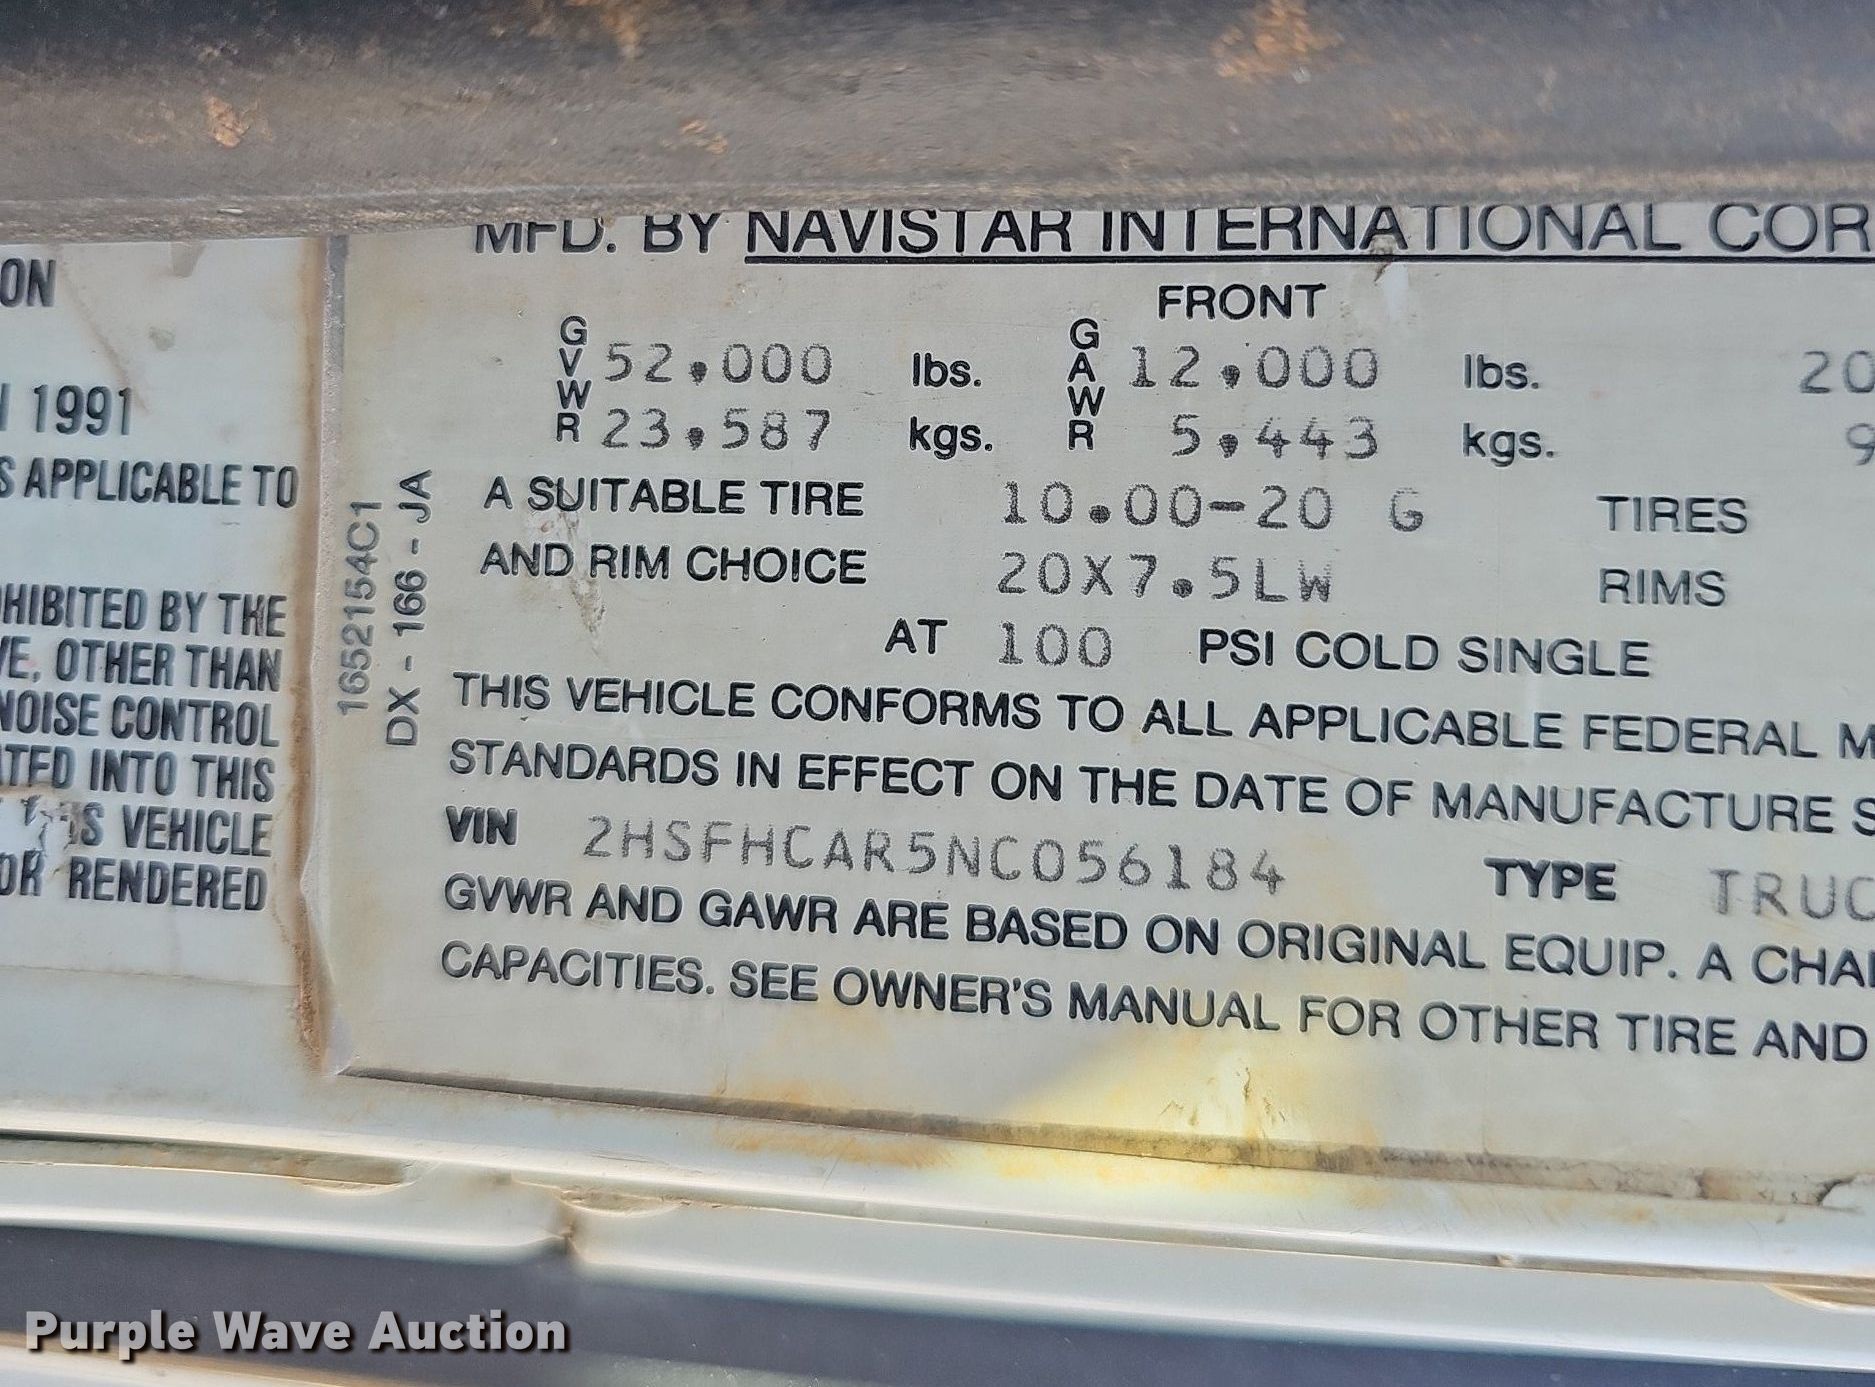 ON
1991
S APPLICABLE TO
HIBITED BY THE
VE, OTHER THAN
NOISE CONTROL
ATED INTO THIS
VEHICLE
OR RENDERED
1652154C1
DX - 166 - JA
MFD. BY NAVISTAR INTERNATIONAL COR
FRONT
GVWR 52,000 lbs. GAWR 12,000 lbs. 20
23,587 kgs. 5,443 kgs. 9
A SUITABLE TIRE 10.00-20 G TIRES
AND RIM CHOICE 20X7.5LW RIMS
AT 100 PSI COLD SINGLE
THIS VEHICLE CONFORMS TO ALL APPLICABLE FEDERAL M
STANDARDS IN EFFECT ON THE DATE OF MANUFACTURE S
VIN 2HSFHCAR5NC056184 TYPE TRUC
GVWR AND GAWR ARE BASED ON ORIGINAL EQUIP. A CHA
CAPACITIES. SEE OWNER'S MANUAL FOR OTHER TIRE AND
Purple Wave Auction